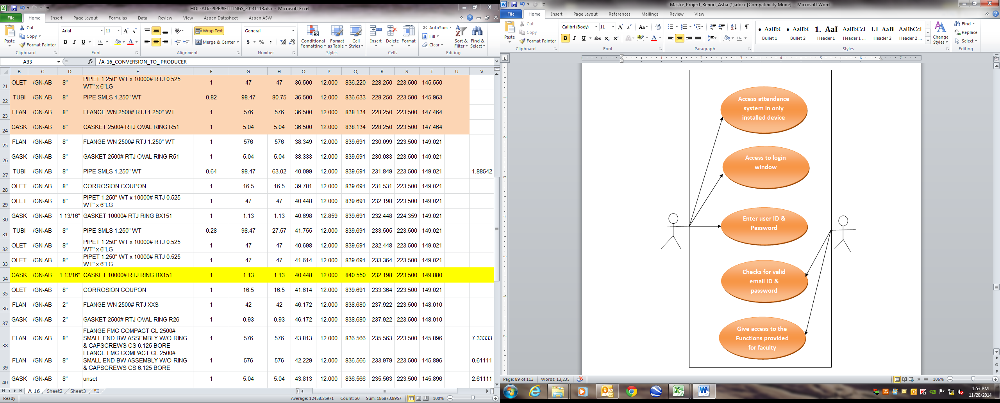 HOL-A16-PIPE&FITTINGS_20141113.xlsx - Microsoft Excel
File Home Insert Page Layout Formulas Data Review View Aspen Datasheet Aspen ASW
Paste Cut Copy Format Painter Clipboard
Arial 11 B I U Font
Wrap Text Merge & Center Alignment
General $ % , Number
Conditional Formatting Format as Table Cell Styles Styles
Insert Delete Format Cells
Σ AutoSum Fill Clear Sort & Filter Find & Select Editing
A33 fx /A-16_CONVERSION_TO_ PRODUCER
B C D E F G H O P Q R S T U V
21 OLET /GN-AB 8" PIPET 1.250" WT x 10000# RTJ 0.525 WT" x 6"LG 1 47 47 36.500 12.000 836.220 228.250 223.500 145.550
22 TUBI /GN-AB 8" PIPE SMLS 1.250" WT 0.82 98.47 80.75 36.500 12.000 836.633 228.250 223.500 145.963
23 FLAN /GN-AB 8" FLANGE WN 2500# RTJ 1.250" WT 1 576 576 36.500 12.000 838.134 228.250 223.500 147.464
24 GASK /GN-AB 8" GASKET 2500# RTJ OVAL RING R51 1 5.04 5.04 36.500 12.000 838.134 228.250 223.500 147.464
25 FLAN /GN-AB 8" FLANGE WN 2500# RTJ 1.250" WT 1 576 576 38.349 12.000 839.691 230.099 223.500 149.021
26 GASK /GN-AB 8" GASKET 2500# RTJ OVAL RING R51 1 5.04 5.04 38.333 12.000 839.691 230.083 223.500 149.021
27 TUBI /GN-AB 8" PIPE SMLS 1.250" WT 0.64 98.47 63.02 40.099 12.000 839.691 231.849 223.500 149.021 1.88542
28 OLET /GN-AB 8" CORROSION COUPON 1 16.5 16.5 39.781 12.000 839.691 231.531 223.500 149.021
29 OLET /GN-AB 8" PIPET 1.250" WT x 10000# RTJ 0.525 WT" x 6"LG 1 47 47 40.448 12.000 839.691 232.198 223.500 149.021
30 GASK /GN-AB 1 13/16" GASKET 10000# RTJ RING BX151 1 1.13 1.13 40.698 12.859 839.691 232.448 224.359 149.021
31 TUBI /GN-AB 8" PIPE SMLS 1.250" WT 0.28 98.47 27.57 41.755 12.000 839.691 233.505 223.500 149.021
32 OLET /GN-AB 8" PIPET 1.250" WT x 10000# RTJ 0.525 WT" x 6"LG 1 47 47 40.698 12.000 839.691 232.448 223.500 149.021
33 OLET /GN-AB 8" PIPET 1.250" WT x 10000# RTJ 0.525 WT" x 6"LG 1 47 47 41.614 12.000 839.691 233.364 223.500 149.021
34 GASK /GN-AB 1 13/16" GASKET 10000# RTJ RING BX151 1 1.13 1.13 40.448 12.000 840.550 232.198 223.500 149.880
35 OLET /GN-AB 8" CORROSION COUPON 1 16.5 16.5 41.614 12.000 839.691 233.364 223.500 149.021
36 FLAN /GN-AB 2" FLANGE WN 2500# RTJ XXS 1 42 42 46.172 12.000 838.680 237.922 223.500 148.010
37 GASK /GN-AB 2" GASKET 2500# RTJ OVAL RING R26 1 0.93 0.93 46.172 12.000 838.680 237.922 223.500 148.010
38 FLAN /GN-AB 8" FLANGE FMC COMPACT CL 2500# SMALL END BW ASSEMBLY W/O-RING & CAPSCREWS CS 6.125 BORE 1 576 576 43.813 12.000 836.566 235.563 223.500 145.896 7.33333
39 FLAN /GN-AB 8" FLANGE FMC COMPACT CL 2500# SMALL END BW ASSEMBLY W/O-RING & CAPSCREWS CS 6.125 BORE 1 576 576 42.229 12.000 836.566 233.979 223.500 145.896 0.61111
40 GASK /GN-AB 8" unset 1 5.04 5.04 43.813 12.000 836.566 235.563 223.500 145.896 2.61111
A-16 Sheet2 Sheet3
Ready Average: 12458.25971 Count: 20 Sum: 186873.8957 100%
Mastre_Project_Report_Asha (1).docx [Compatibility Mode] - Microsoft Word
File Home Insert Page Layout References Mailings Review View
Paste Cut Copy Format Painter Clipboard
Calibri (Body) 11 B I U abc x₂ x² Aa A Font
Paragraph
AaBbC AaBbC 1. AaI AaBbCcI 1.1 AaB AaBbCcI
Bullet 1 Bullet 2 Header 1 Header 1 ... Header 2 Header 2 ... Styles
Change Styles
Find Replace Select Editing
1 1 2 3 4 5 6 7
1 2 3 4 5 6 7
Access attendance
system in only
installed device
Access to login
window
Enter user ID &
Password
Checks for valid
email ID &
password
Give access to the
Functions provided
for faculty
Page: 89 of 113 Words: 13,235 106%
1:53 PM
11/20/2014